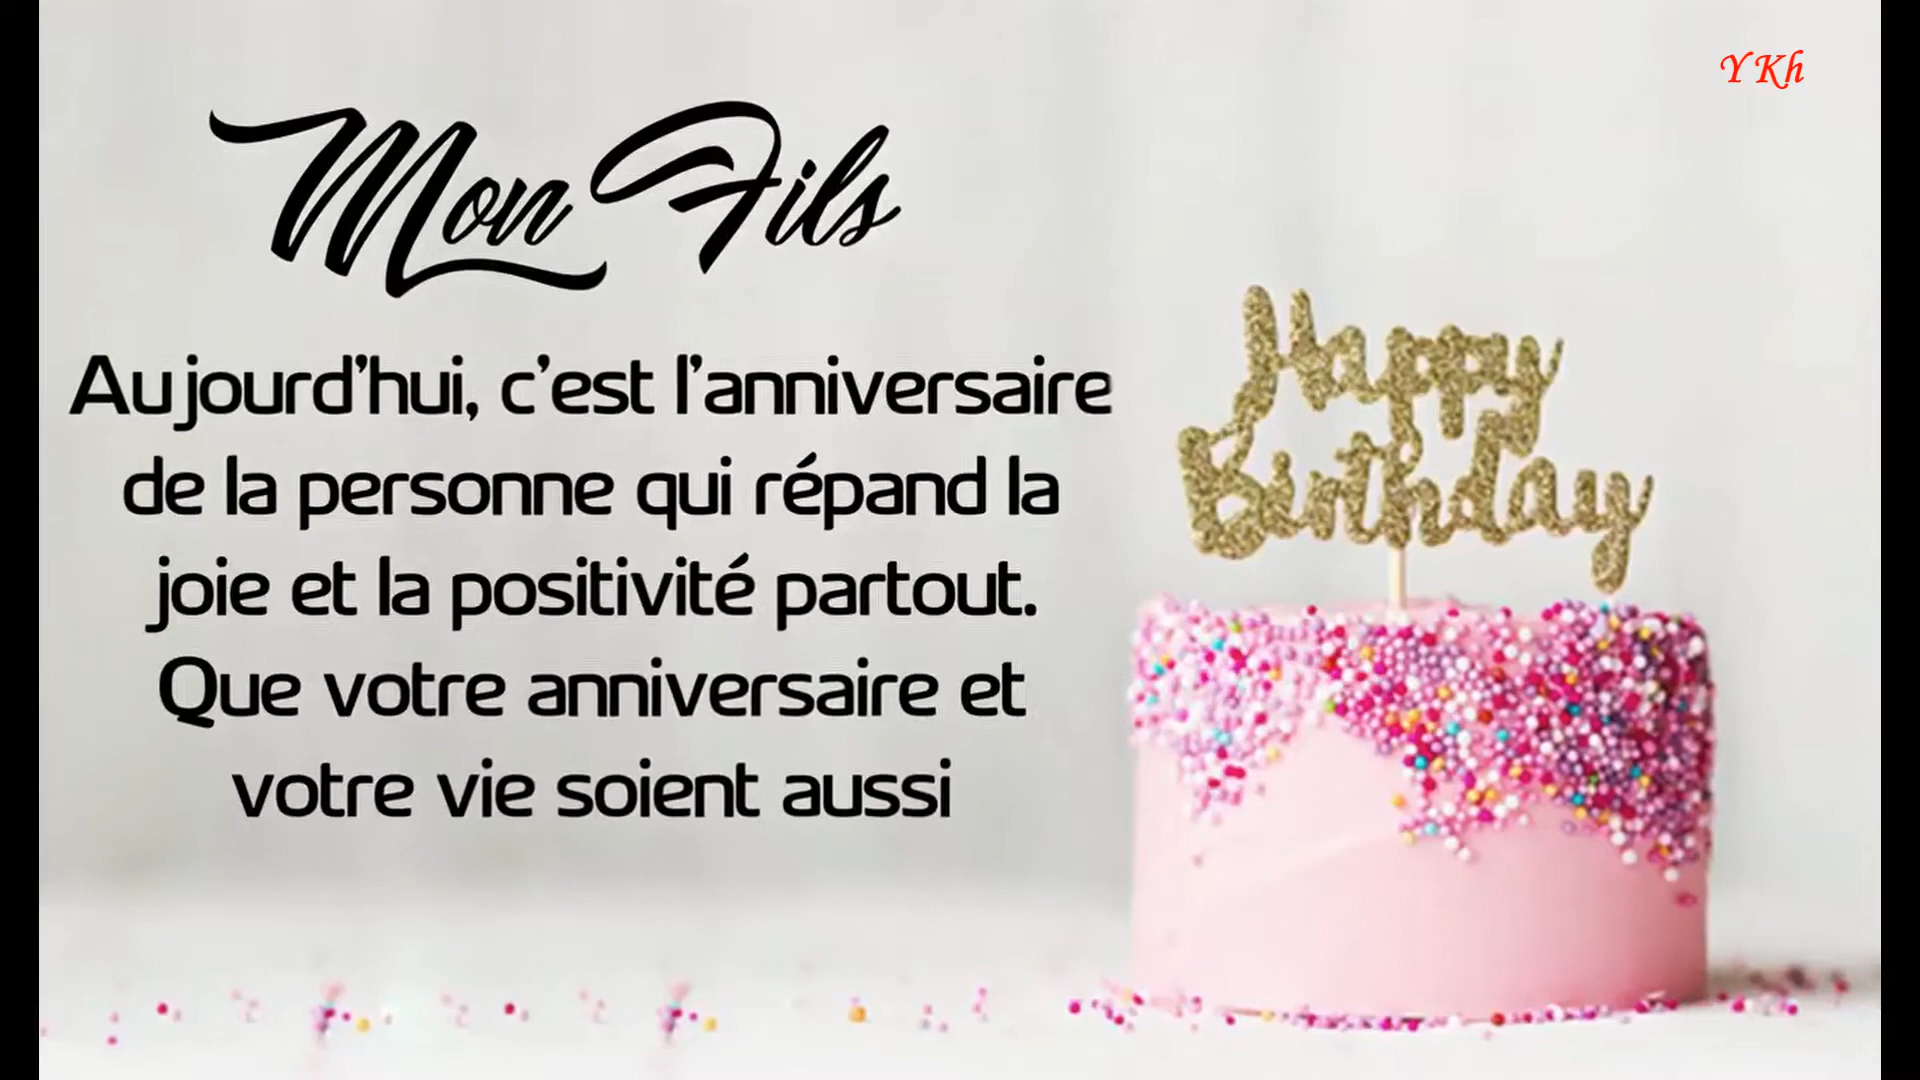 Y Kh
Mon Fils
Aujourd'hui, c'est l'anniversaire
de la personne qui répand la
joie et la positivité partout.
Que votre anniversaire et
votre vie soient aussi
Happy
Birthday